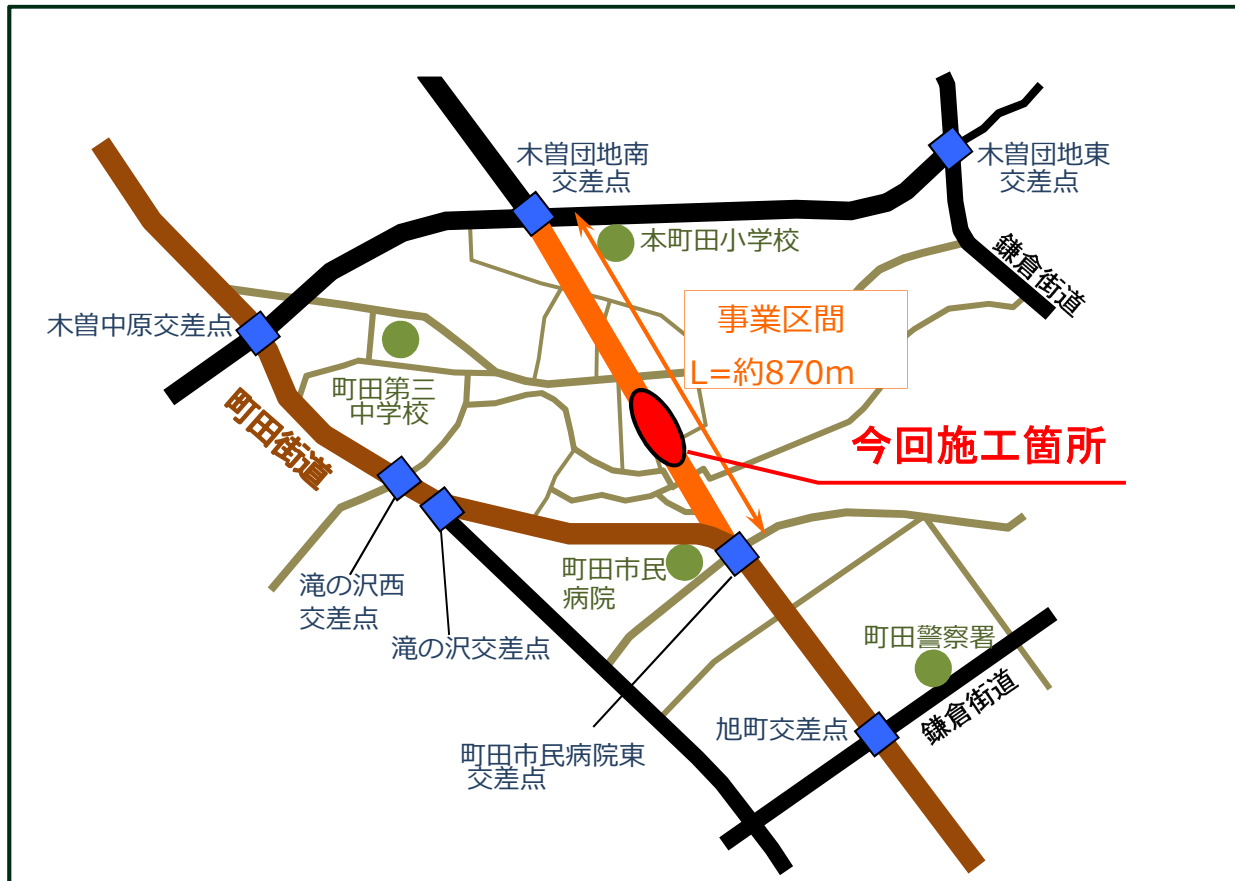 木曽団地南
交差点
木曽団地東
交差点
本町田小学校
鎌倉街道
木曽中原交差点
事業区間
L=約870m
町田第三
中学校
町田街道
今回施工箇所
滝の沢西
交差点
滝の沢交差点
町田市民
病院
町田警察署
鎌倉街道
旭町交差点
町田市民病院東
交差点